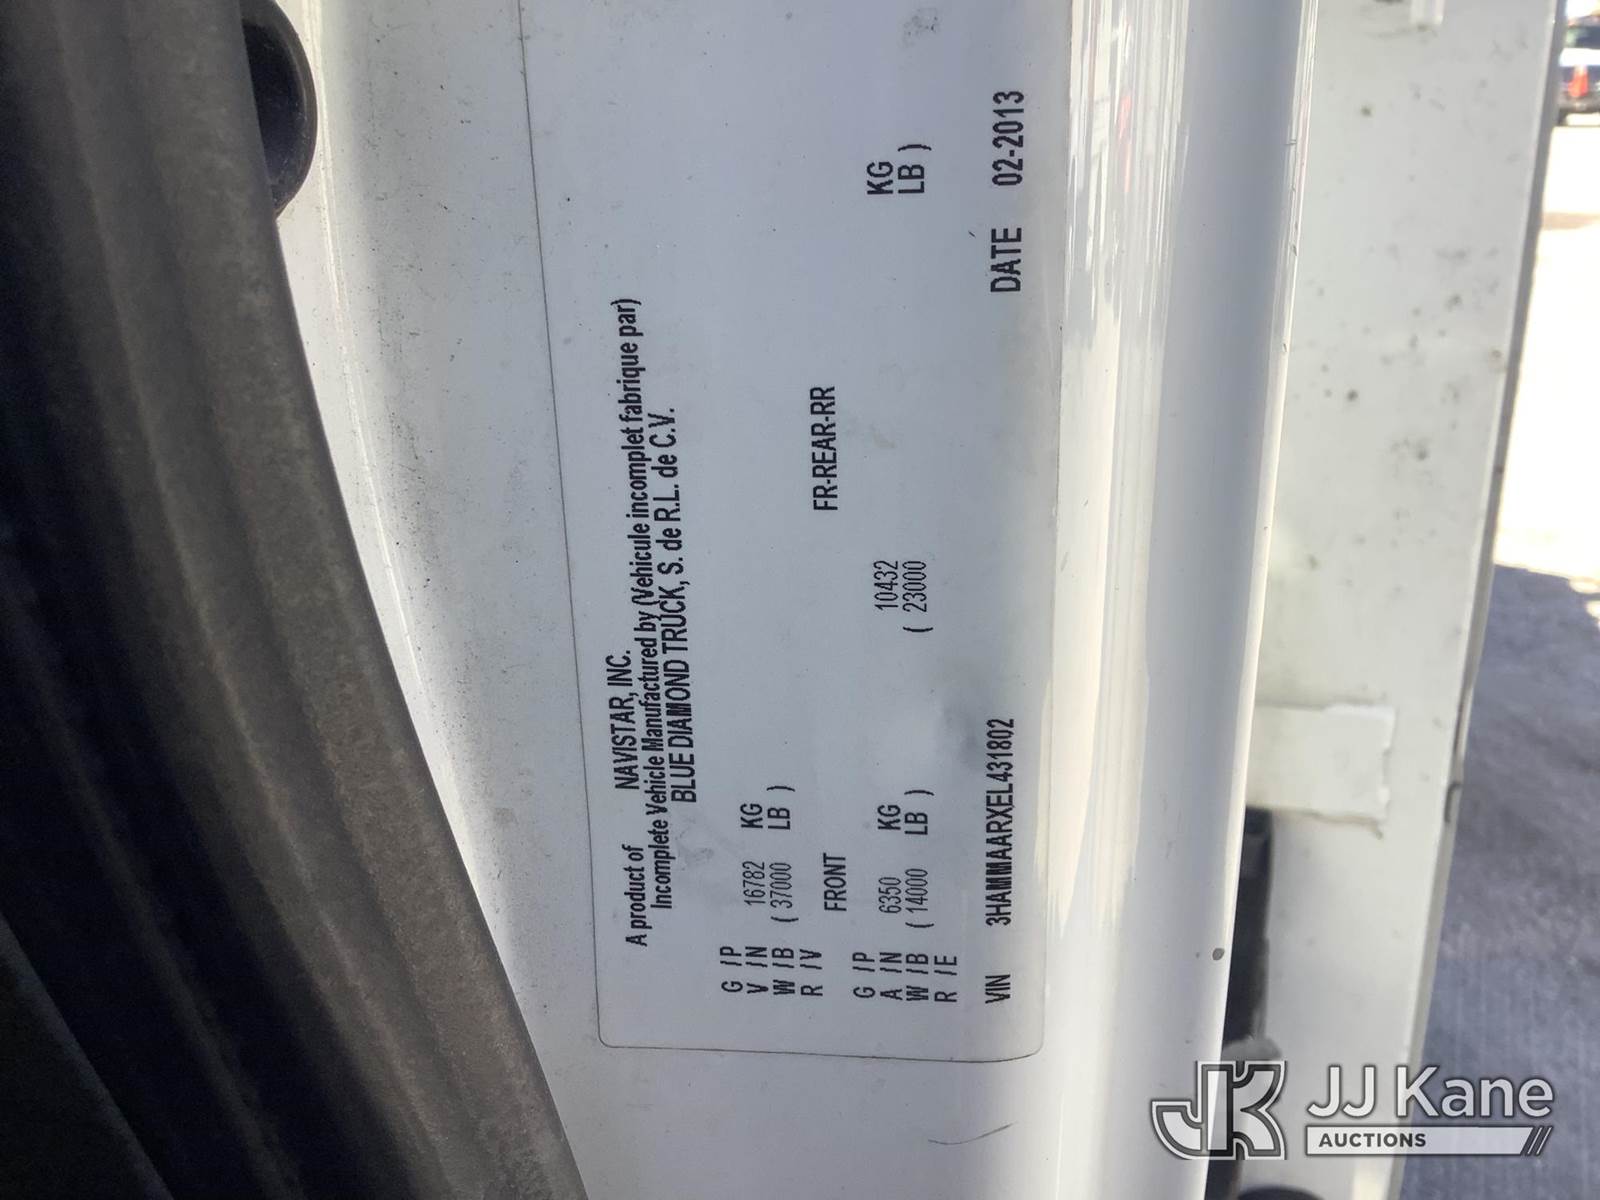 A product of NAVISTAR, INC.
Incomplete Vehicle Manufactured by (Vehicule incomplet fabrique par)
BLUE DIAMOND TRUCK, S. de R.L. de C.V.
G /P
V /N 16782 KG
W /B ( 37000 LB )
R /V
FRONT FR-REAR-RR
G /P
A /N 6350 KG 10432 KG
W /B ( 14000 LB ) ( 23000 LB )
R /E
VIN 3HAMMAARXEL431802 DATE 02-2013
JK JJ Kane
AUCTIONS